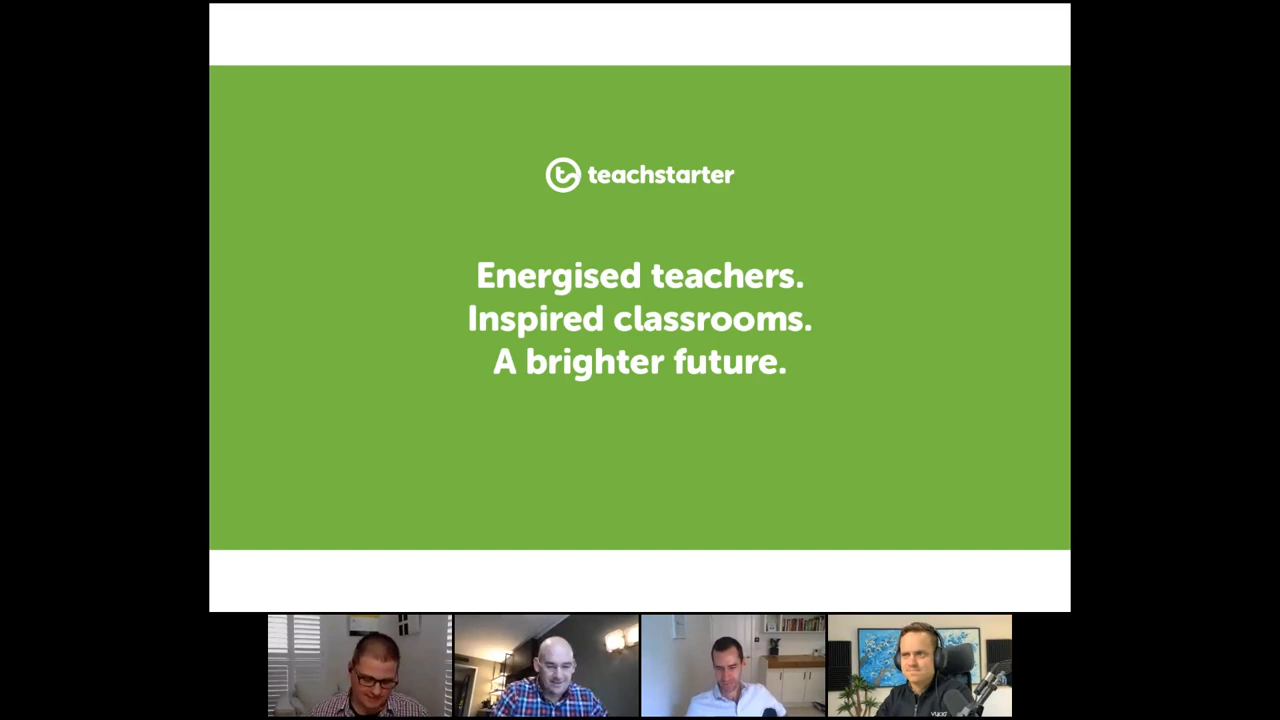 teachstarter
Energised teachers.
Inspired classrooms.
A brighter future.